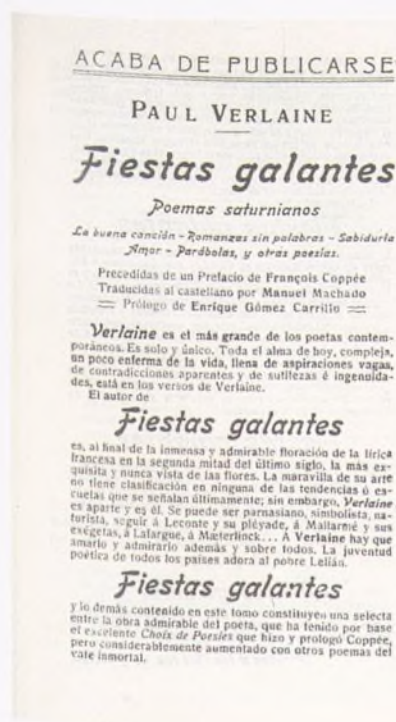 ACABA DE PUBLICARSE
PAUL VERLAINE
Fiestas galantes
Poemas saturnianos
La buena canción - Romanzas sin palabras - Sabiduría
Amor - Parábolas, y otras poesías.
Precedidas de un Prefacio de François Coppée
Traducidas al castellano por Manuel Machado
Prólogo de Enrique Gómez Carrillo
Verlaine es el más grande de los poetas contem-
poráneos. Es solo y único. Toda el alma de hoy, compleja,
un poco enferma de la vida, llena de aspiraciones vagas,
de contradicciones aparentes y de sutilezas é ingenuida-
des, está en los versos de Verlaine.
El autor de
Fiestas galantes
es, al final de la inmensa y admirable floración de la lírica
francesa en la segunda mitad del último siglo, la más ex-
quisita y nunca vista de las flores. La maravilla de su arte
no tiene clasificación en ninguna de las tendencias ó es-
cuelas que se señalan últimamente; sin embargo, Verlaine
es aparte y es él. Se puede ser parnasiano, simbolista, na-
turista, seguir á Leconte y su pléyade, á Mallarmé y sus
exégetas, á Lafargue, á Mæterlinck... A Verlaine hay que
amarlo y admirarlo además y sobre todos. La juventud
poética de todos los países adora al pobre Lelián.
Fiestas galantes
y lo demás contenido en este tomo constituyen una selecta
entre la obra admirable del poeta, que ha tenido por base
el excelente Choix de Poesies que hizo y prologó Coppée,
pero considerablemente aumentado con otros poemas del
vate inmortal.